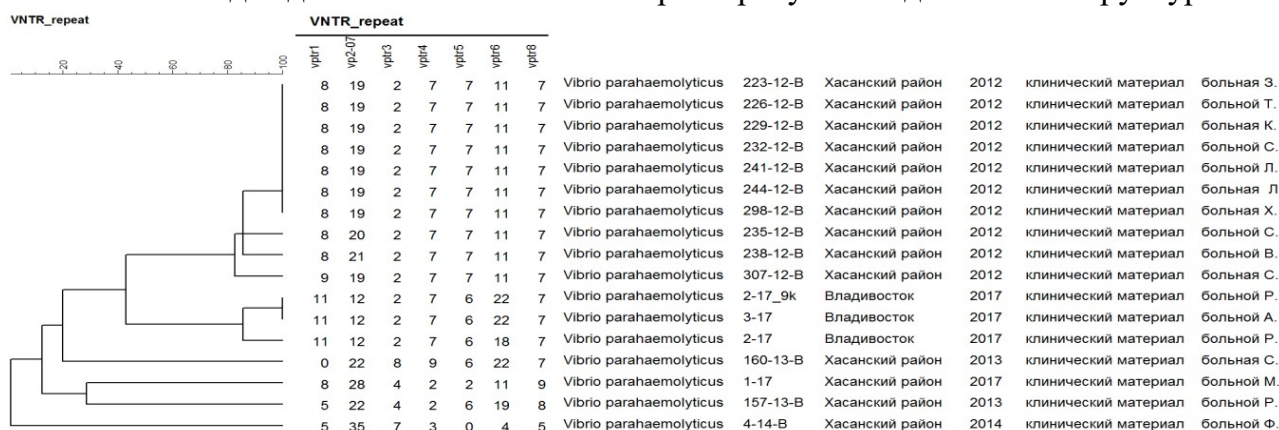 VNTR_repeat VNTR_repeat
20 40 60 80 100 vptr1 vp2-07 vptr3 vptr4 vptr5 vptr6 vptr8
8 19 2 7 7 11 7 Vibrio parahaemolyticus 223-12-В Хасанский район 2012 клинический материал больная З.
8 19 2 7 7 11 7 Vibrio parahaemolyticus 226-12-В Хасанский район 2012 клинический материал больной Т.
8 19 2 7 7 11 7 Vibrio parahaemolyticus 229-12-В Хасанский район 2012 клинический материал больная К.
8 19 2 7 7 11 7 Vibrio parahaemolyticus 232-12-В Хасанский район 2012 клинический материал больной С.
8 19 2 7 7 11 7 Vibrio parahaemolyticus 241-12-В Хасанский район 2012 клинический материал больной Л.
8 19 2 7 7 11 7 Vibrio parahaemolyticus 244-12-В Хасанский район 2012 клинический материал больная Л
8 19 2 7 7 11 7 Vibrio parahaemolyticus 298-12-В Хасанский район 2012 клинический материал больная Х.
8 20 2 7 7 11 7 Vibrio parahaemolyticus 235-12-В Хасанский район 2012 клинический материал больной С.
8 21 2 7 7 11 7 Vibrio parahaemolyticus 238-12-В Хасанский район 2012 клинический материал больной В.
9 19 2 7 7 11 7 Vibrio parahaemolyticus 307-12-В Хасанский район 2012 клинический материал больная С.
11 12 2 7 6 22 7 Vibrio parahaemolyticus 2-17_9k Владивосток 2017 клинический материал больной Р.
11 12 2 7 6 22 7 Vibrio parahaemolyticus 3-17 Владивосток 2017 клинический материал больной А.
11 12 2 7 6 18 7 Vibrio parahaemolyticus 2-17 Владивосток 2017 клинический материал больной Р.
0 22 8 9 6 22 7 Vibrio parahaemolyticus 160-13-В Хасанский район 2013 клинический материал больная С.
8 28 4 2 2 11 9 Vibrio parahaemolyticus 1-17 Хасанский район 2017 клинический материал больной М.
5 22 4 2 6 19 8 Vibrio parahaemolyticus 157-13-В Хасанский район 2013 клинический материал больной Р.
5 35 7 3 0 4 5 Vibrio parahaemolyticus 4-14-В Хасанский район 2014 клинический материал больной Ф.